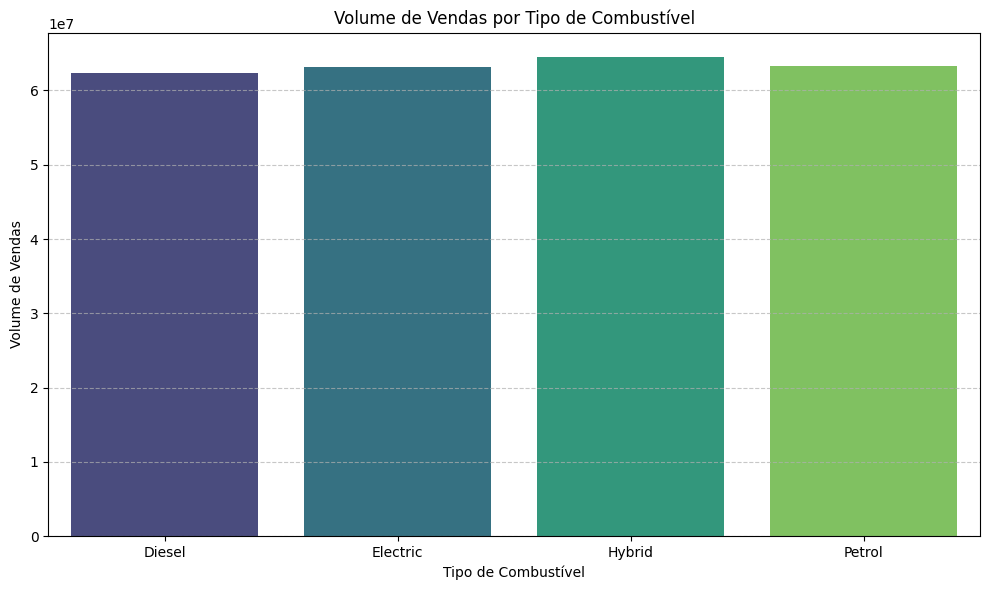 Volume de Vendas por Tipo de Combustível
1e7
6
5
4
3
2
1
0
Volume de Vendas
Diesel Electric Hybrid Petrol
Tipo de Combustível